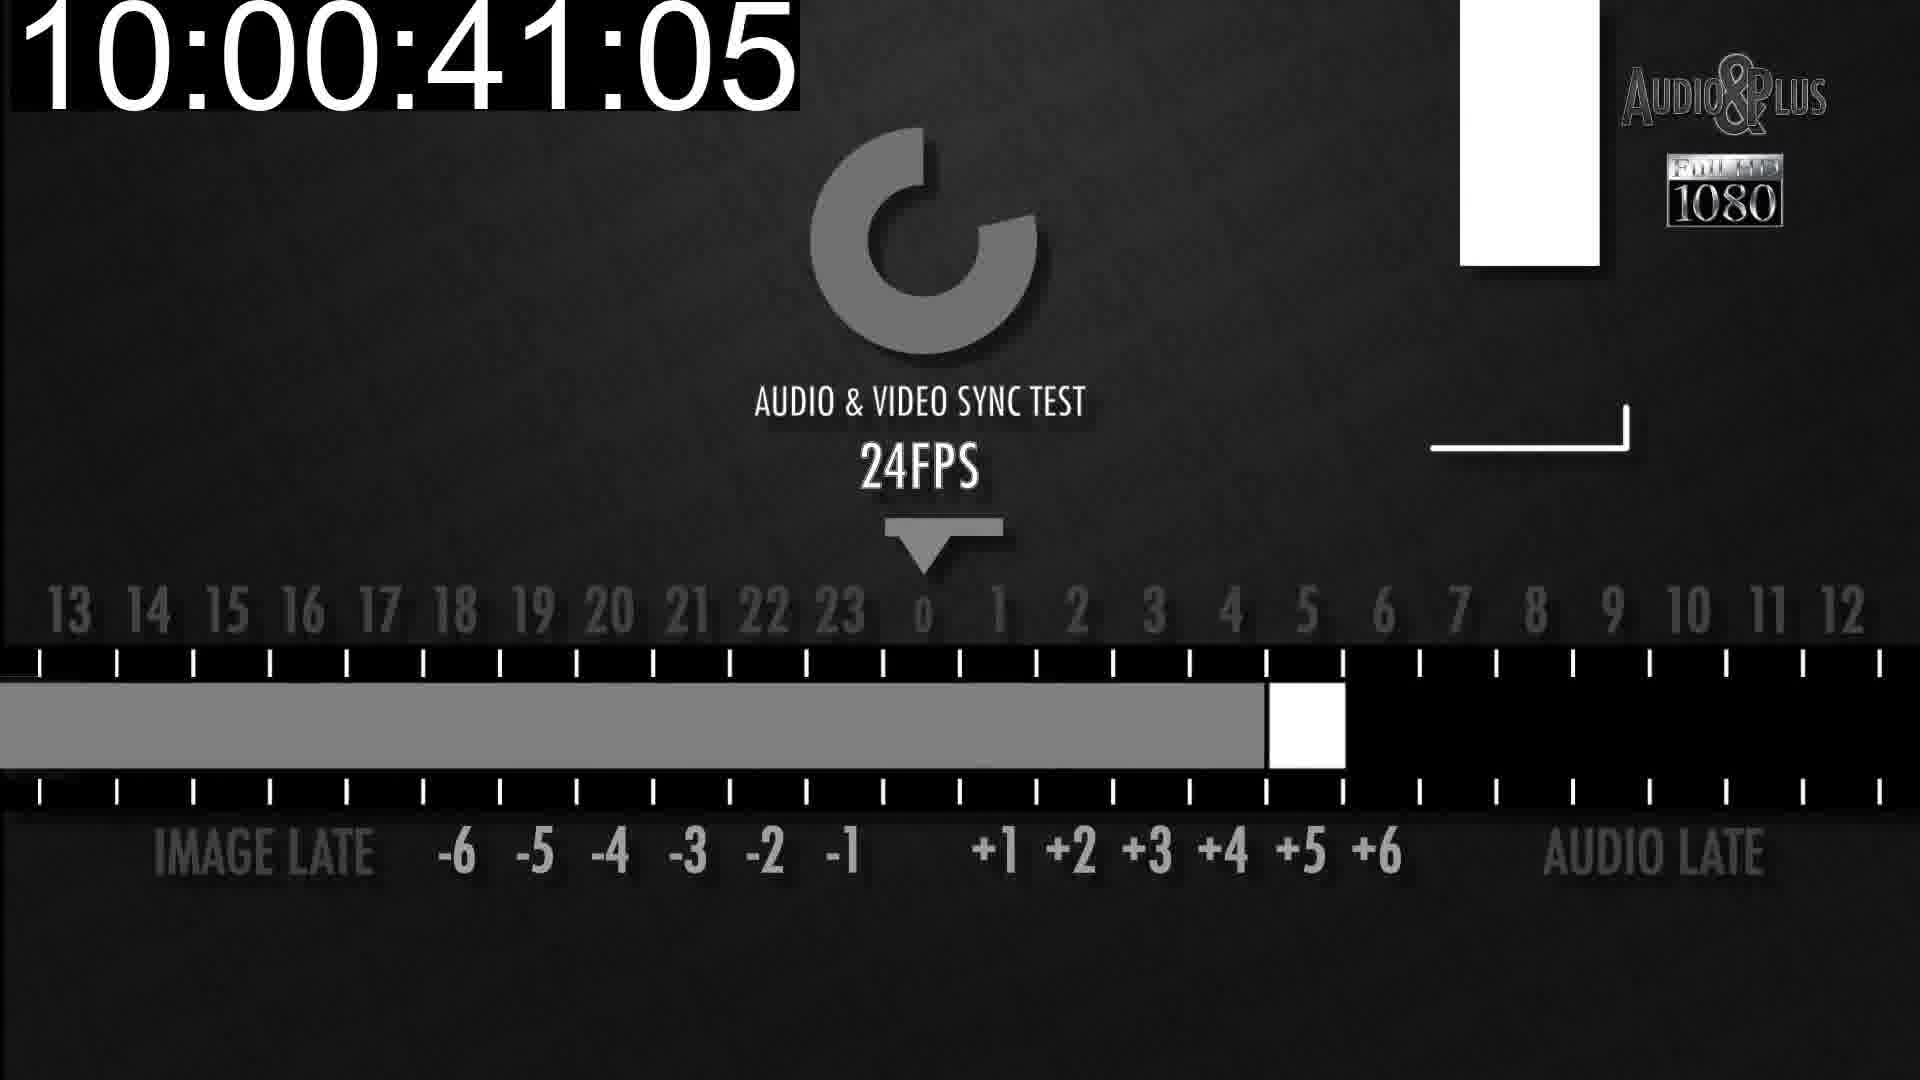 10:00:41:05
AUDIO & PLUS
Full HD
1080
AUDIO & VIDEO SYNC TEST
24FPS
13 14 15 16 17 18 19 20 21 22 23 0 1 2 3 4 5 6 7 8 9 10 11 12
IMAGE LATE -6 -5 -4 -3 -2 -1 +1 +2 +3 +4 +5 +6 AUDIO LATE